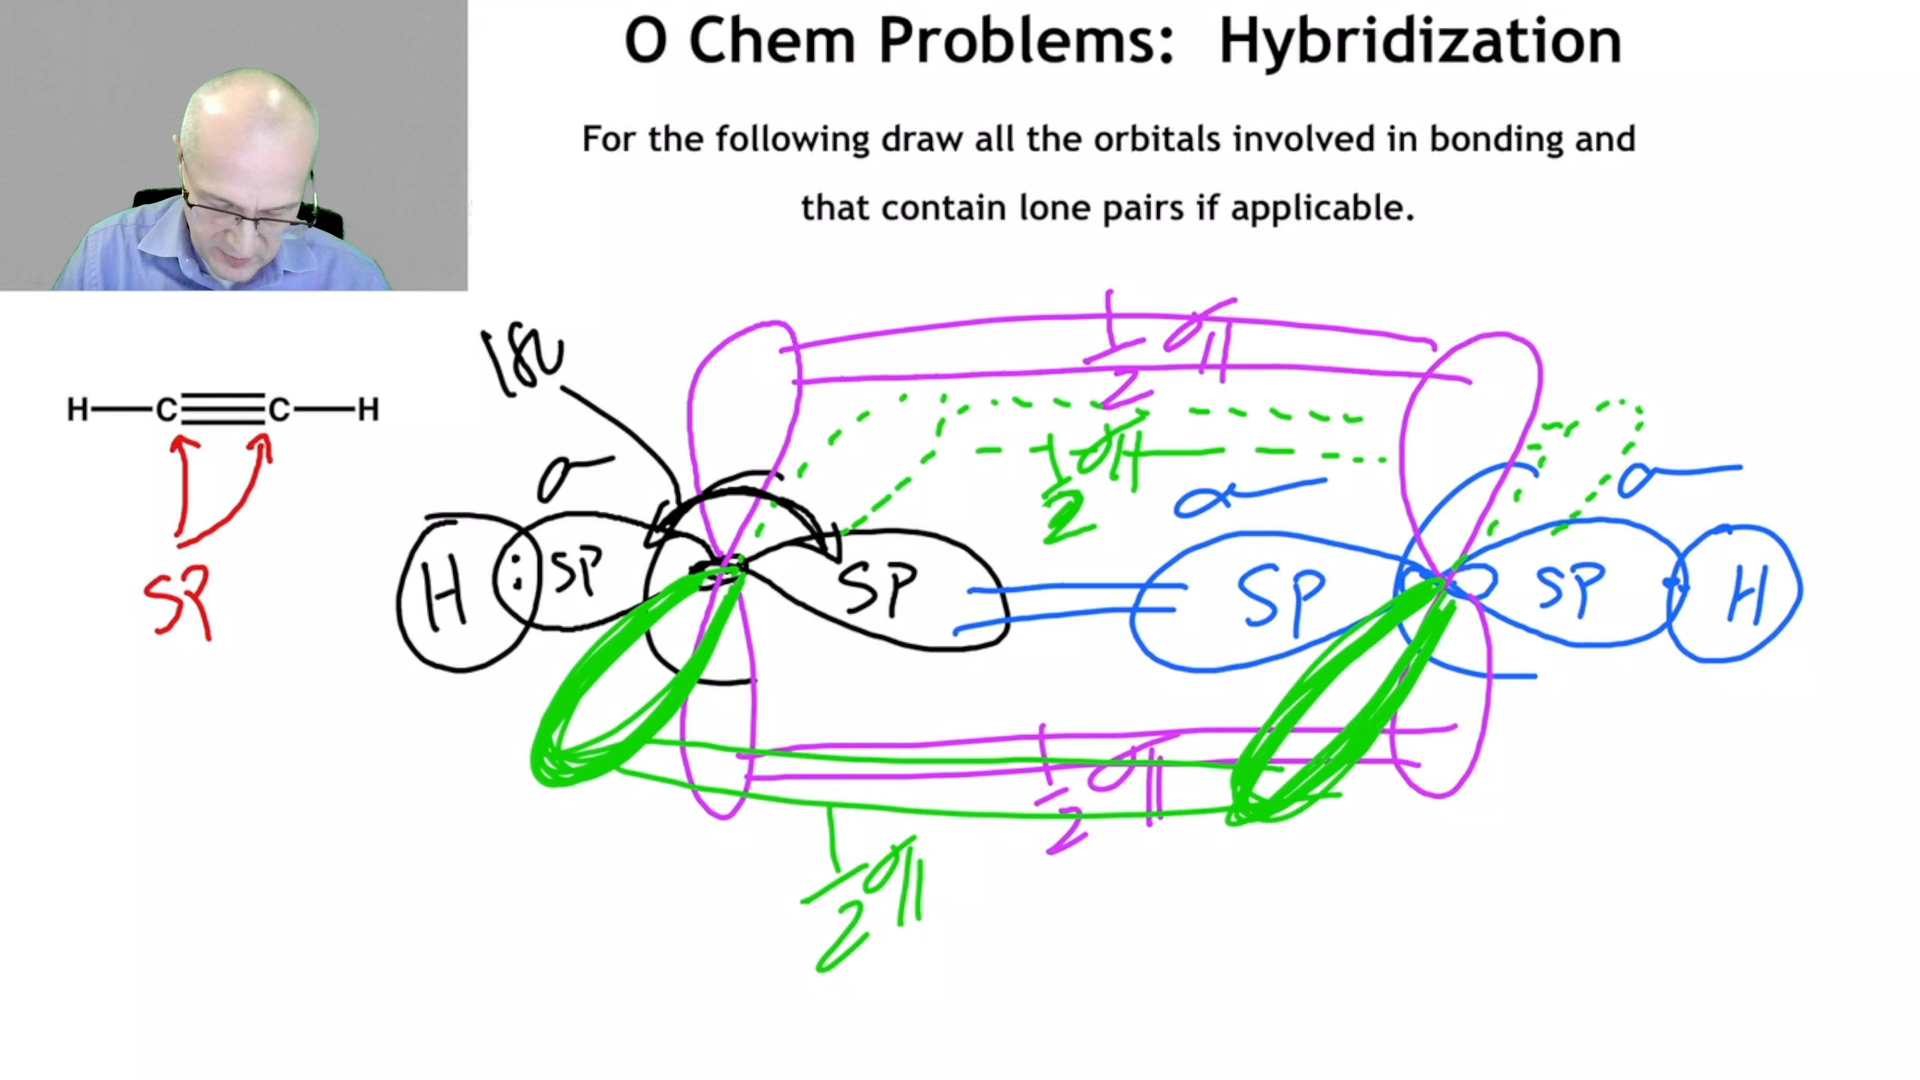 O Chem Problems: Hybridization
For the following draw all the orbitals involved in bonding and
that contain lone pairs if applicable.
180
1/2 π
H—C≡C—H
1/2 π
σ
σ
σ
H : SP SP SP SP H
SP
1/2 π
1/2 π